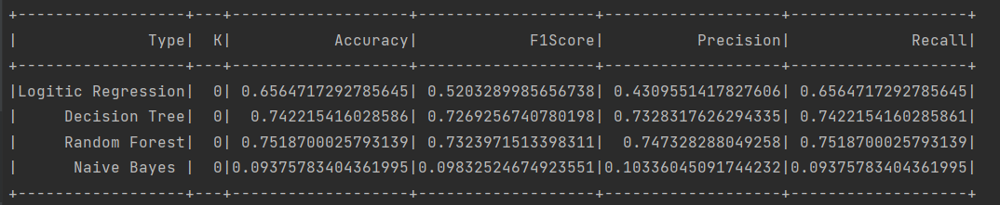 +------------------+---+-------------------+-------------------+-------------------+-------------------+
|              Type|  K|           Accuracy|            F1Score|          Precision|             Recall|
+------------------+---+-------------------+-------------------+-------------------+-------------------+
|Logitic Regression|  0| 0.6564717292785645| 0.5203289985656738| 0.4309551417827606| 0.6564717292785645|
|     Decision Tree|  0|  0.742215416028586| 0.7269256740780198| 0.7328317626294335| 0.7422154160285861|
|     Random Forest|  0| 0.7518700025793139| 0.7323971513398311|  0.747328288049258| 0.7518700025793139|
|      Naive Bayes |  0|0.09375783404361995|0.09832524674923551|0.10336045091744232|0.09375783404361995|
+------------------+---+-------------------+-------------------+-------------------+-------------------+